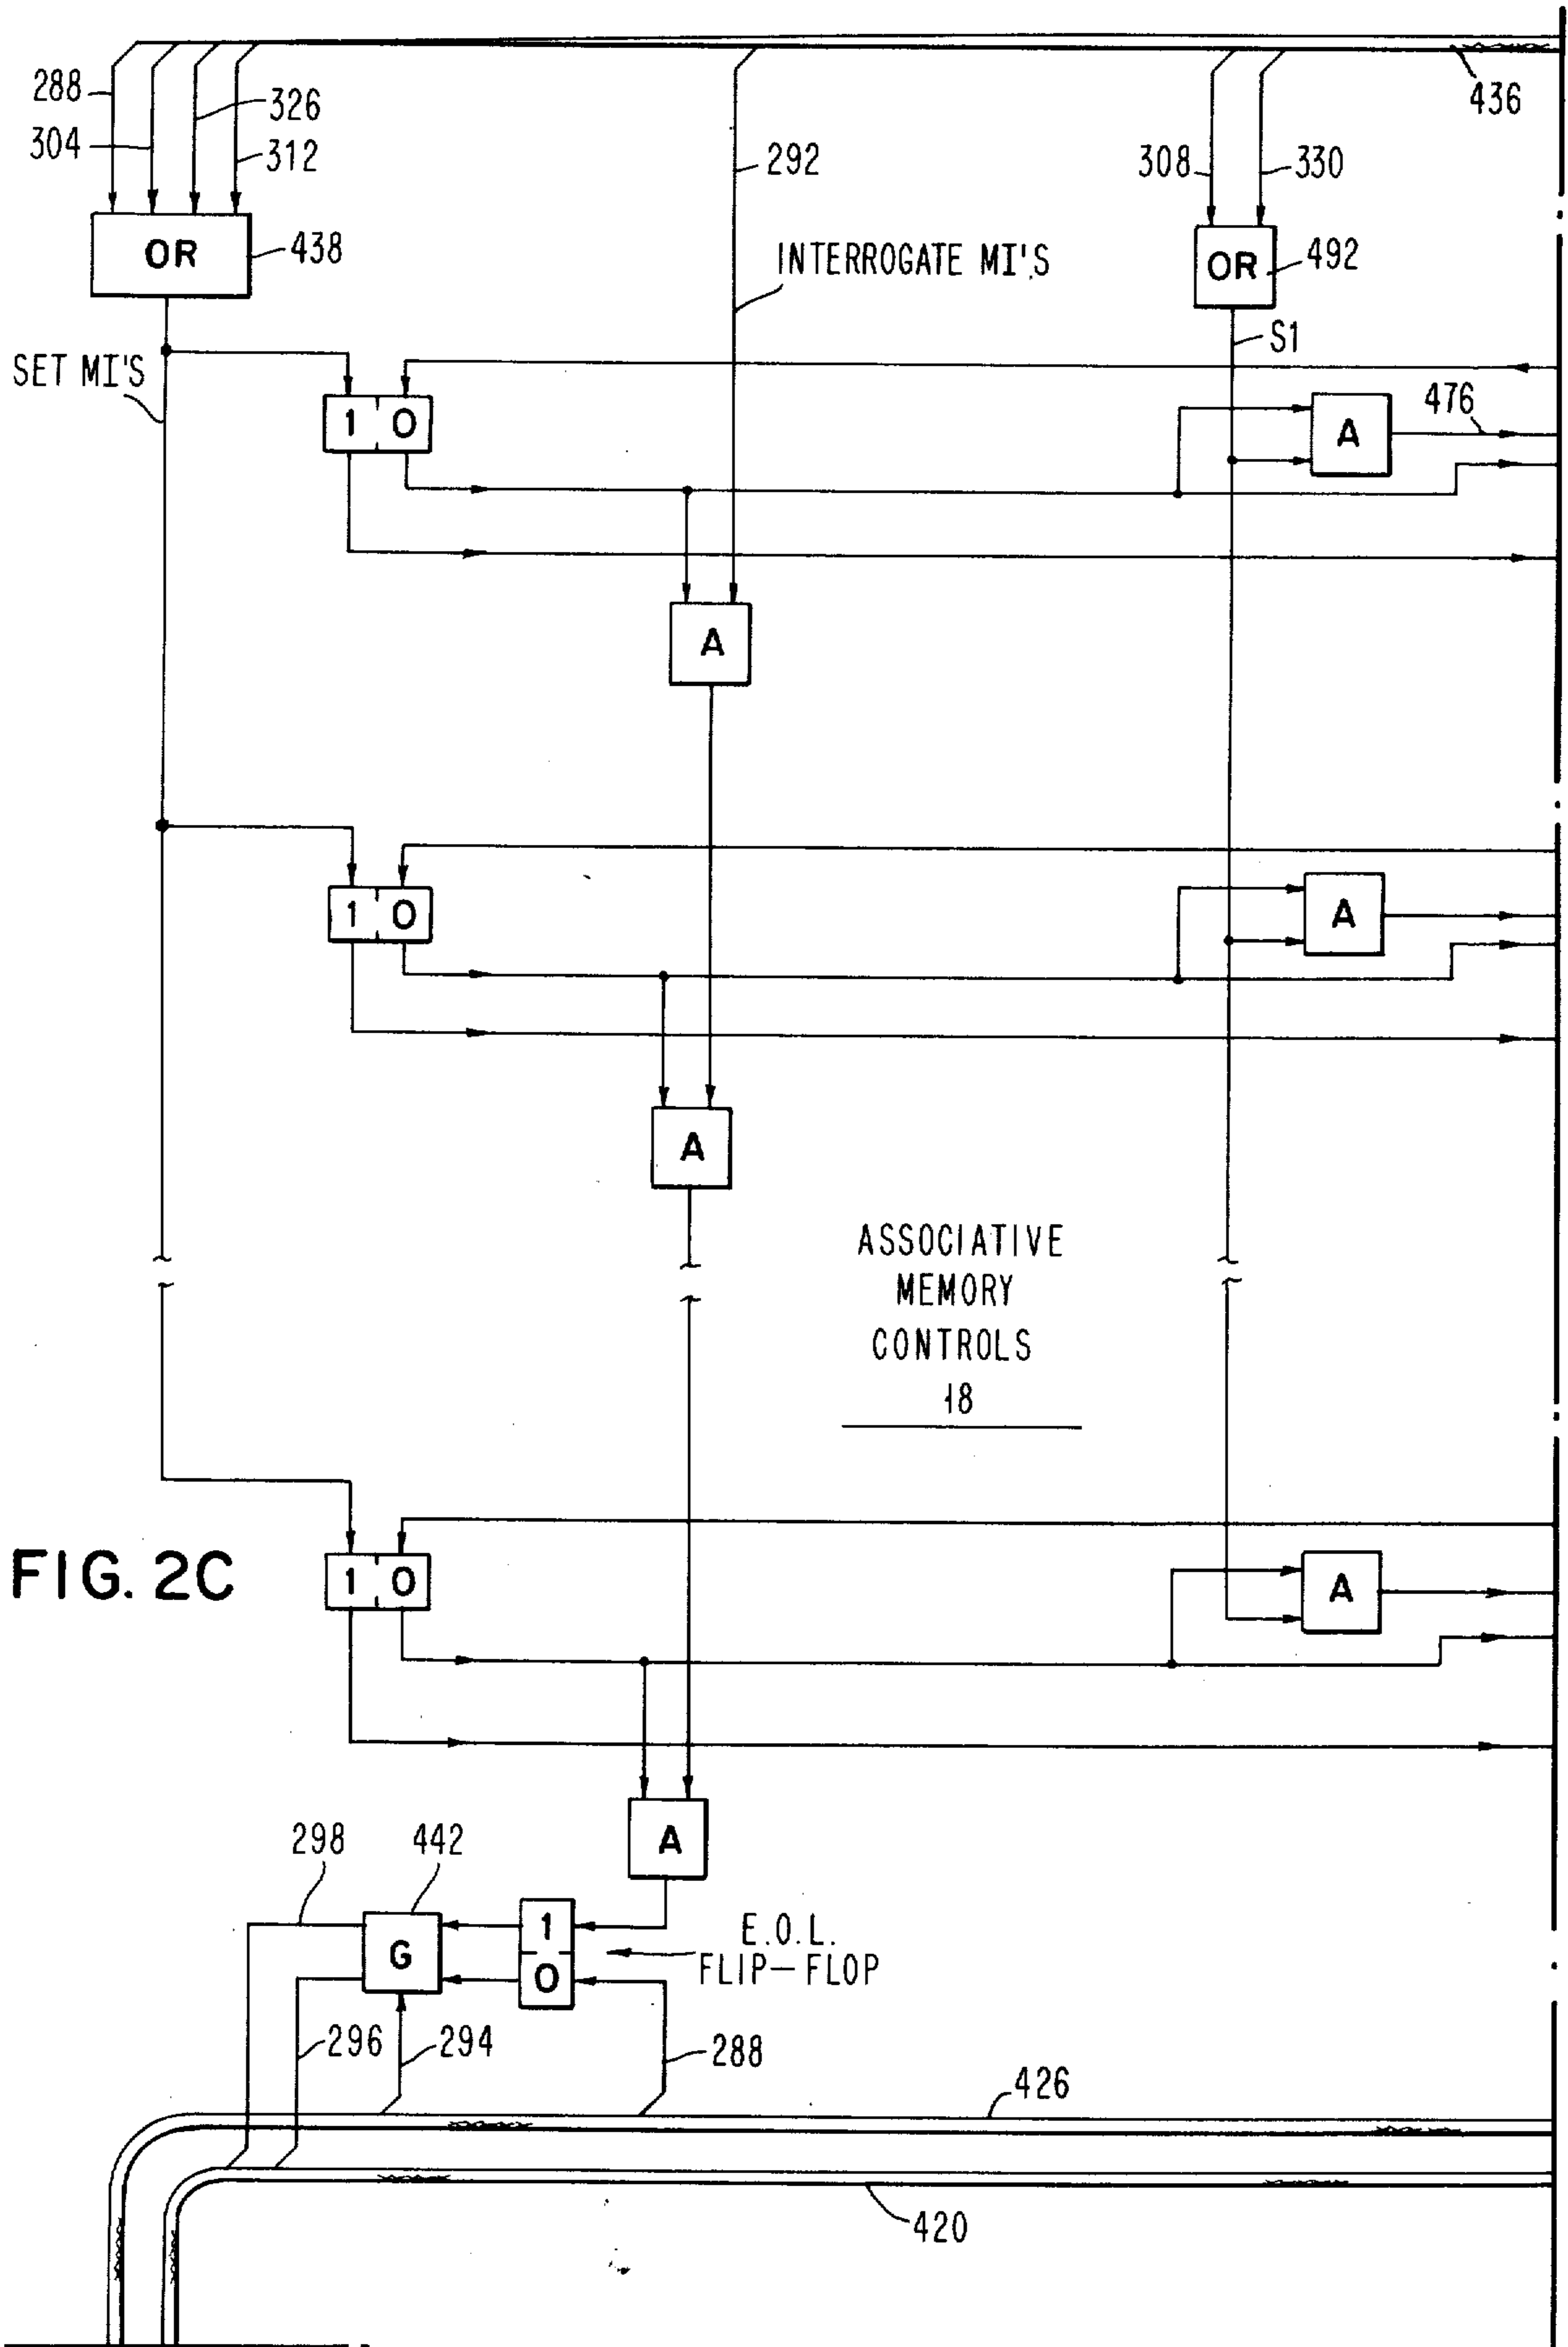 288
304
326
312
292
308
330
436
OR
438
INTERROGATE MI'S
OR
492
S1
SET MI'S
1 0
A
476
A
1 0
A
A
ASSOCIATIVE
MEMORY
CONTROLS
18
FIG. 2C
1 0
A
A
298
442
G
1
0
E.O.L.
FLIP-FLOP
296
294
288
426
420